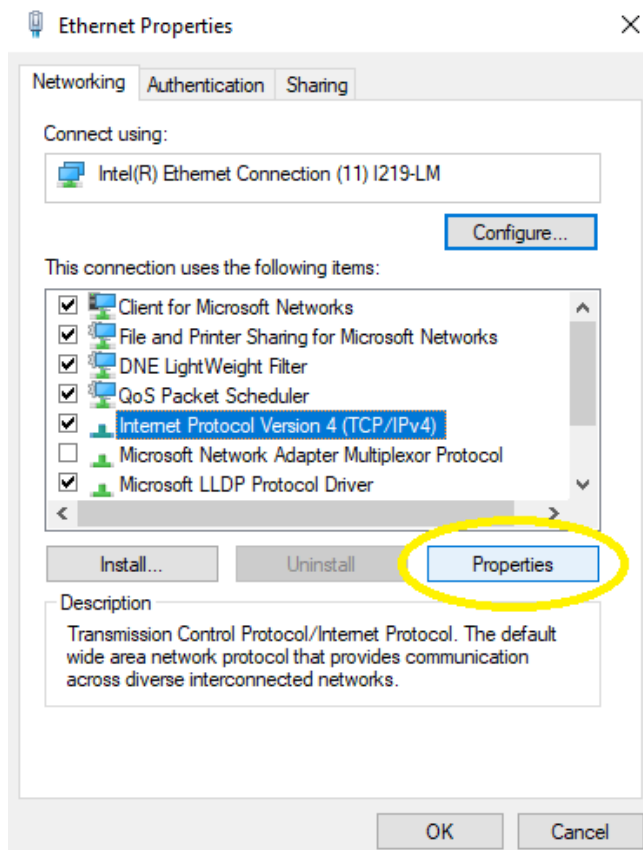 Ethernet Properties
Networking
Authentication
Sharing
Connect using:
Intel(R) Ethernet Connection (11) I219-LM
Configure...
This connection uses the following items:
Client for Microsoft Networks
File and Printer Sharing for Microsoft Networks
DNE LightWeight Filter
QoS Packet Scheduler
Internet Protocol Version 4 (TCP/IPv4)
Microsoft Network Adapter Multiplexor Protocol
Microsoft LLDP Protocol Driver
Install...
Uninstall
Properties
Description
Transmission Control Protocol/Internet Protocol. The default
wide area network protocol that provides communication
across diverse interconnected networks.
OK
Cancel